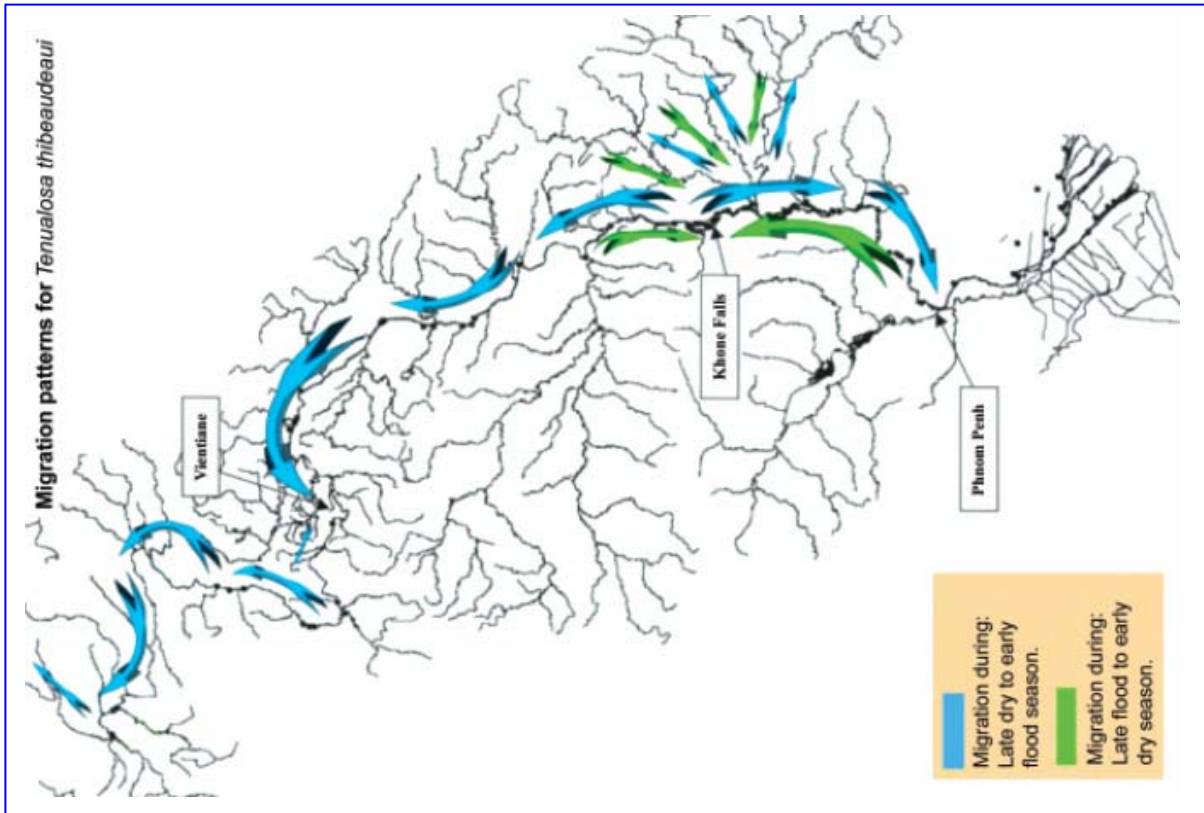 Migration patterns for Tenualosa thibeaudeaui
Vientiane
Khone Falls
Phnom Penh
Migration during:
Late dry to early
flood season.
Migration during:
Late flood to early
dry season.